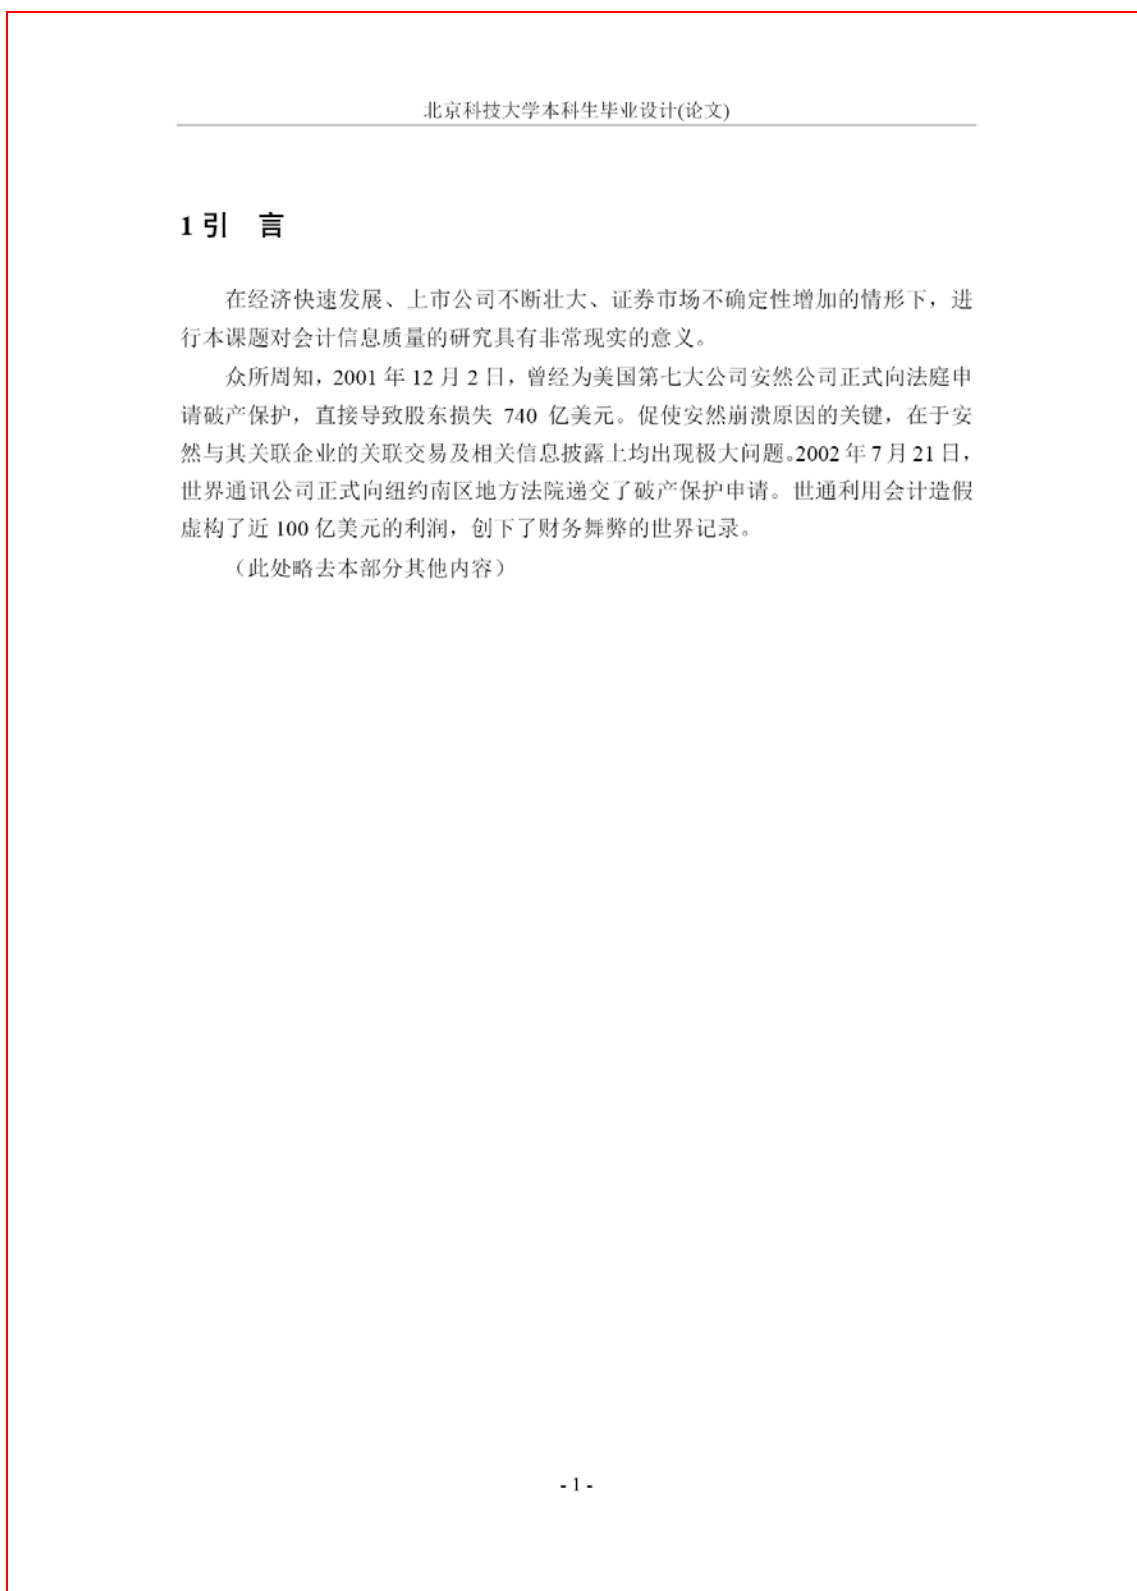 北京科技大学本科生毕业设计(论文)
1 引　言
在经济快速发展、上市公司不断壮大、证券市场不确定性增加的情形下，进
行本课题对会计信息质量的研究具有非常现实的意义。
众所周知，2001 年 12 月 2 日，曾经为美国第七大公司安然公司正式向法庭申
请破产保护，直接导致股东损失 740 亿美元。促使安然崩溃原因的关键，在于安
然与其关联企业的关联交易及相关信息披露上均出现极大问题。2002 年 7 月 21 日，
世界通讯公司正式向纽约南区地方法院递交了破产保护申请。世通利用会计造假
虚构了近 100 亿美元的利润，创下了财务舞弊的世界记录。
（此处略去本部分其他内容）
- 1 -